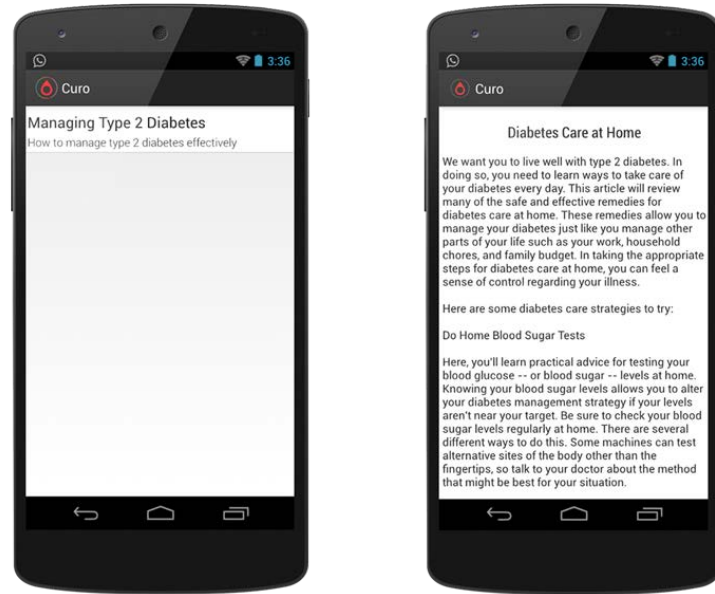 3:36
Curo
Managing Type 2 Diabetes
How to manage type 2 diabetes effectively
3:36
Curo
Diabetes Care at Home
We want you to live well with type 2 diabetes. In
doing so, you need to learn ways to take care of
your diabetes every day. This article will review
many of the safe and effective remedies for
diabetes care at home. These remedies allow you to
manage your diabetes just like you manage other
parts of your life such as your work, household
chores, and family budget. In taking the appropriate
steps for diabetes care at home, you can feel a
sense of control regarding your illness.
Here are some diabetes care strategies to try:
Do Home Blood Sugar Tests
Here, you'll learn practical advice for testing your
blood glucose -- or blood sugar -- levels at home.
Knowing your blood sugar levels allows you to alter
your diabetes management strategy if your levels
aren't near your target. Be sure to check your blood
sugar levels regularly at home. There are several
different ways to do this. Some machines can test
alternative sites of the body other than the
fingertips, so talk to your doctor about the method
that might be best for your situation.